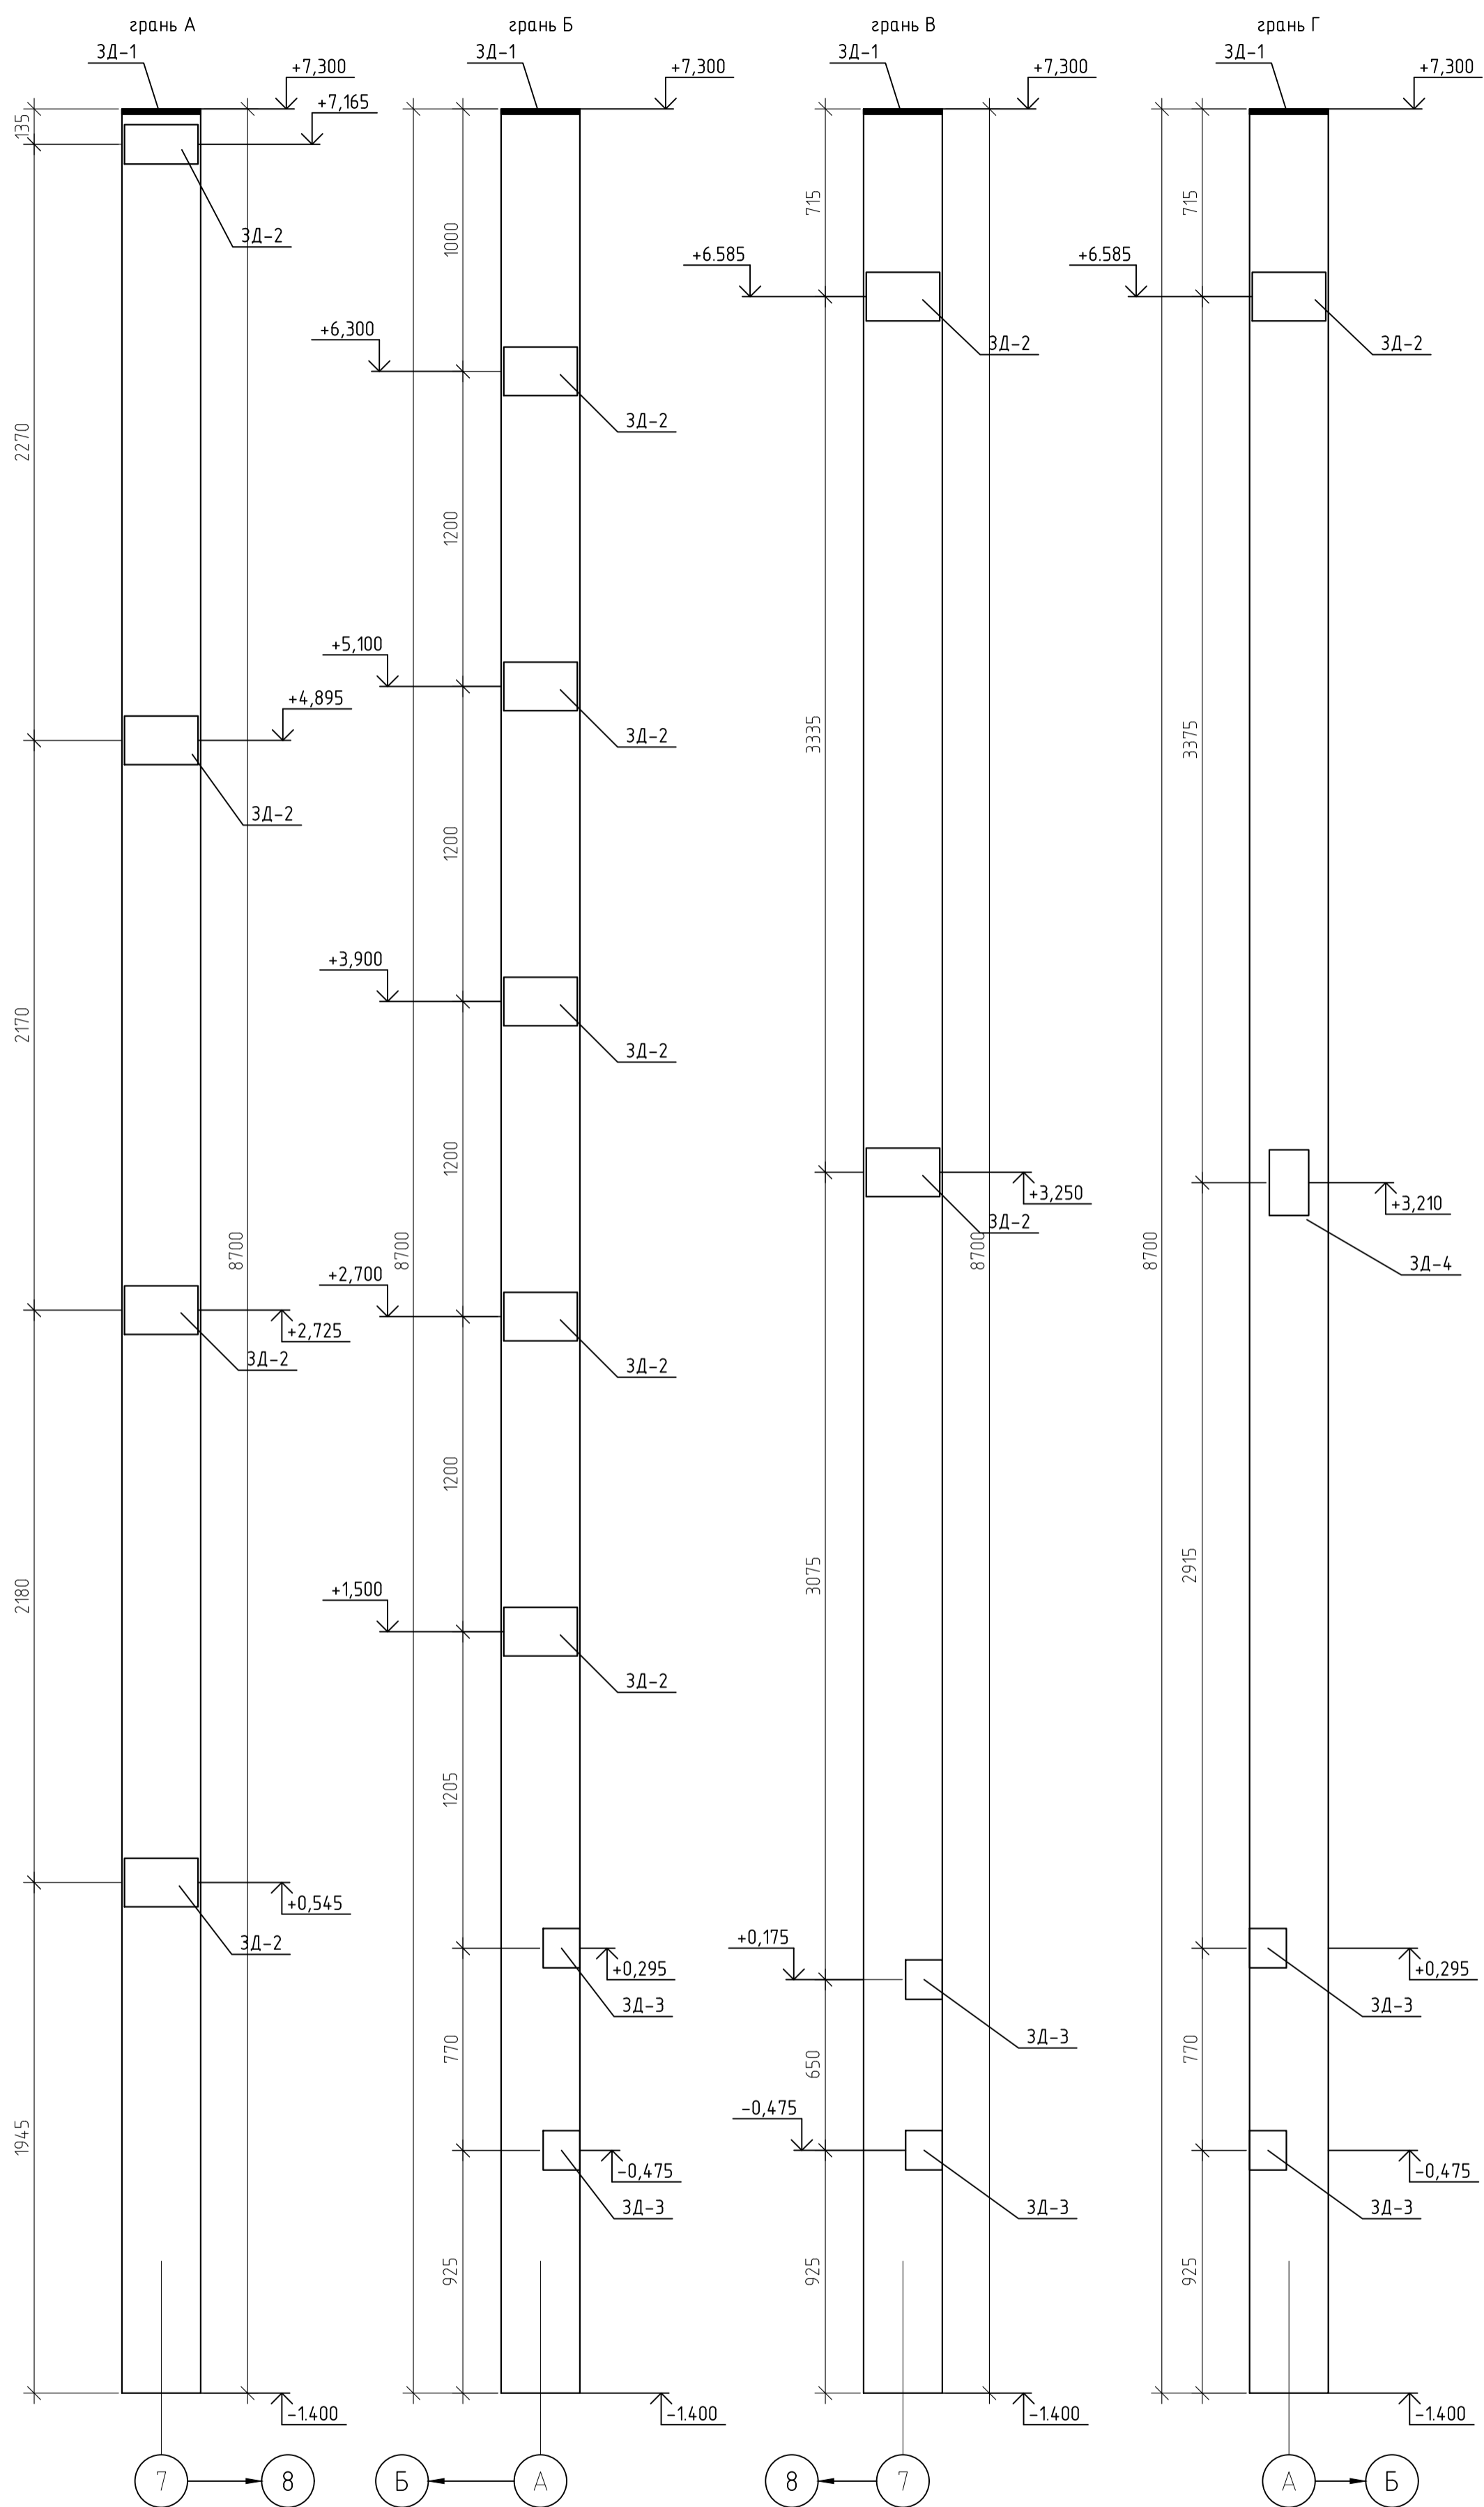 грань А
ЗД-1
+7,300
+7,165
135
ЗД-2
2270
+4,895
ЗД-2
2170
8700
+2,725
ЗД-2
2180
+0,545
ЗД-2
1945
-1.400
7
8
грань Б
ЗД-1
+7,300
1000
+6,300
ЗД-2
1200
+5,100
ЗД-2
1200
+3,900
ЗД-2
1200
8700
+2,700
ЗД-2
1200
+1,500
ЗД-2
1205
+0,295
ЗД-3
770
-0,475
ЗД-3
925
-1.400
Б
А
грань В
ЗД-1
+7,300
715
+6.585
ЗД-2
3335
+3,250
ЗД-2
8700
3075
+0,175
ЗД-3
650
-0,475
ЗД-3
925
-1.400
8
7
грань Г
ЗД-1
+7,300
715
+6.585
ЗД-2
3375
+3,210
8700
ЗД-4
2915
+0,295
ЗД-3
770
-0,475
ЗД-3
925
-1.400
А
Б